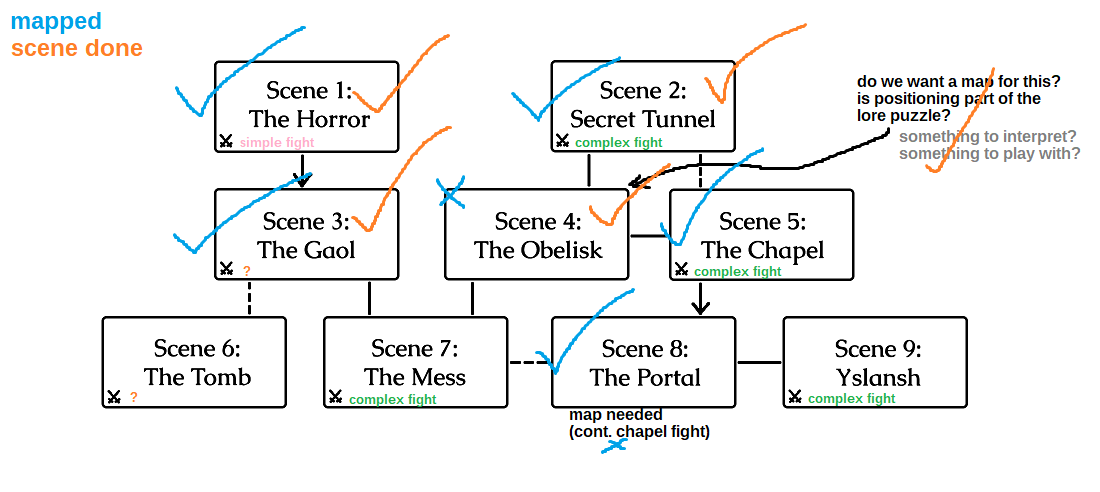 mapped
scene done
Scene 1:
The Horror
simple fight
Scene 2:
Secret Tunnel
complex fight
do we want a map for this?
is positioning part of the
lore puzzle?
something to interpret?
something to play with?
Scene 3:
The Gaol
?
Scene 4:
The Obelisk
Scene 5:
The Chapel
complex fight
Scene 6:
The Tomb
?
Scene 7:
The Mess
complex fight
Scene 8:
The Portal
map needed
(cont. chapel fight)
Scene 9:
Yslansh
complex fight